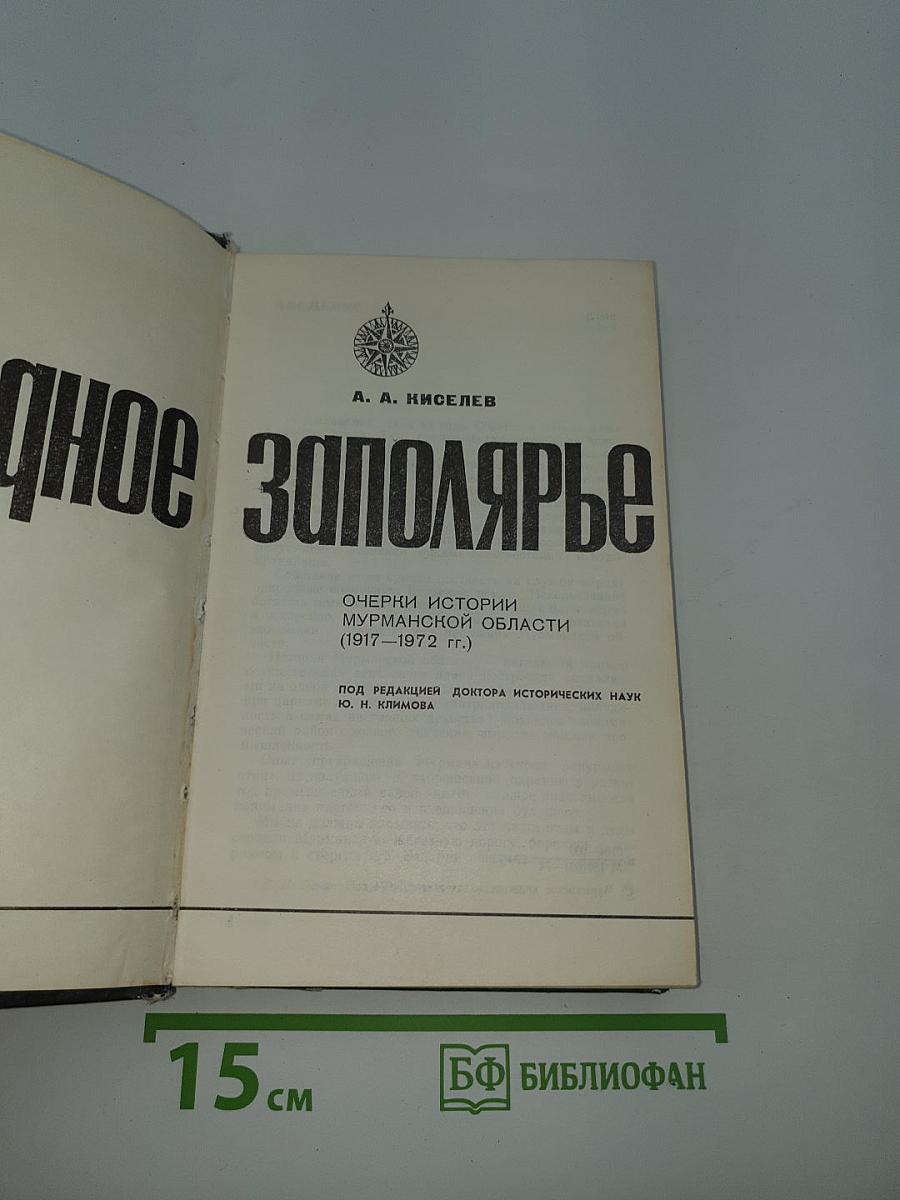 дное
А. А. КИСЕЛЕВ
ЗАПОЛЯРЬЕ
ОЧЕРКИ ИСТОРИИ
МУРМАНСКОЙ ОБЛАСТИ
(1917—1972 гг.)
ПОД РЕДАКЦИЕЙ ДОКТОРА ИСТОРИЧЕСКИХ НАУК
Ю. Н. КЛИМОВА
15 см
БФ БИБЛИОФАН